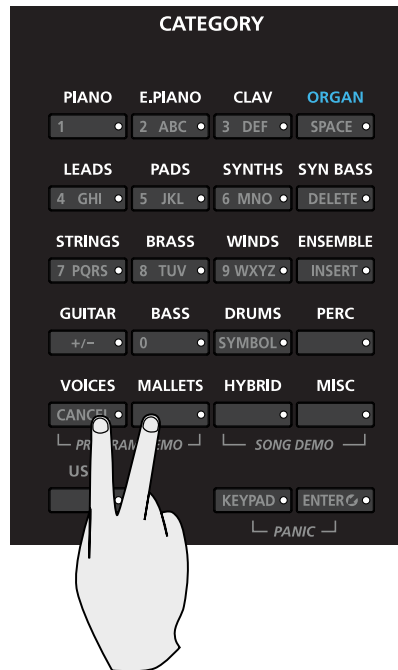 CATEGORY
PIANO E.PIANO CLAV ORGAN
1 2 ABC 3 DEF SPACE
LEADS PADS SYNTHS SYN BASS
4 GHI 5 JKL 6 MNO DELETE
STRINGS BRASS WINDS ENSEMBLE
7 PQRS 8 TUV 9 WXYZ INSERT
GUITAR BASS DRUMS PERC
+/- 0 SYMBOL
VOICES MALLETS HYBRID MISC
CANCEL
DEMO SONG DEMO
US
KEYPAD ENTER
PANIC